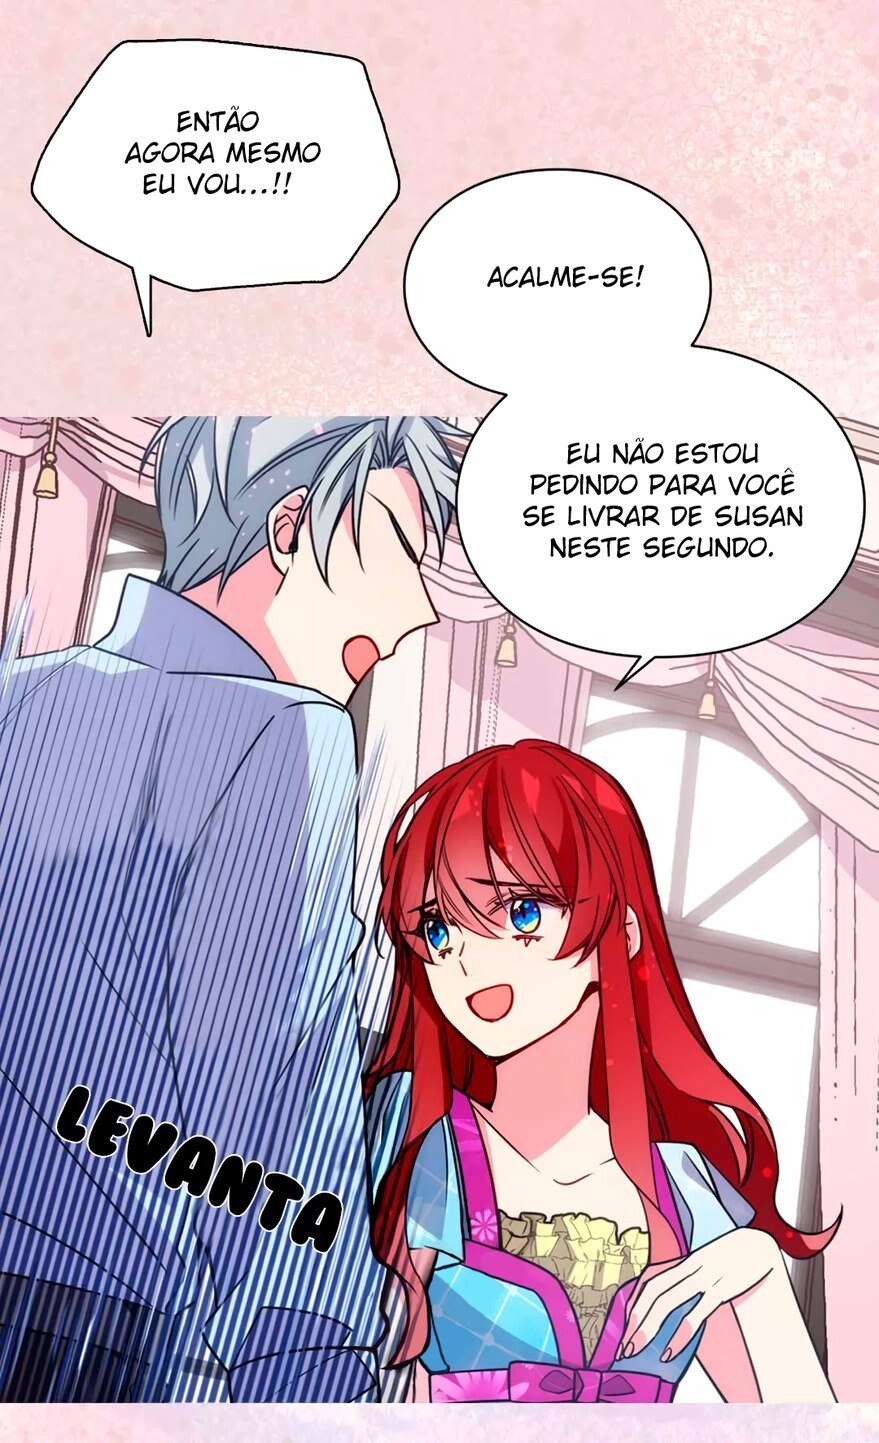 ENTÃO
AGORA MESMO
EU VOU...!!
ACALME-SE!
EU NÃO ESTOU
PEDINDO PARA VOCÊ
SE LIVRAR DE SUSAN
NESTE SEGUNDO.
LEVANTA